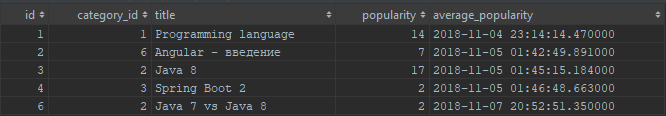 id category_id title popularity average_popularity
1 1 Programming language 14 2018-11-04 23:14:14.470000
2 6 Angular - введение 7 2018-11-05 01:42:49.891000
3 2 Java 8 17 2018-11-05 01:45:15.184000
4 3 Spring Boot 2 2 2018-11-05 01:46:48.663000
6 2 Java 7 vs Java 8 2 2018-11-07 20:52:51.350000